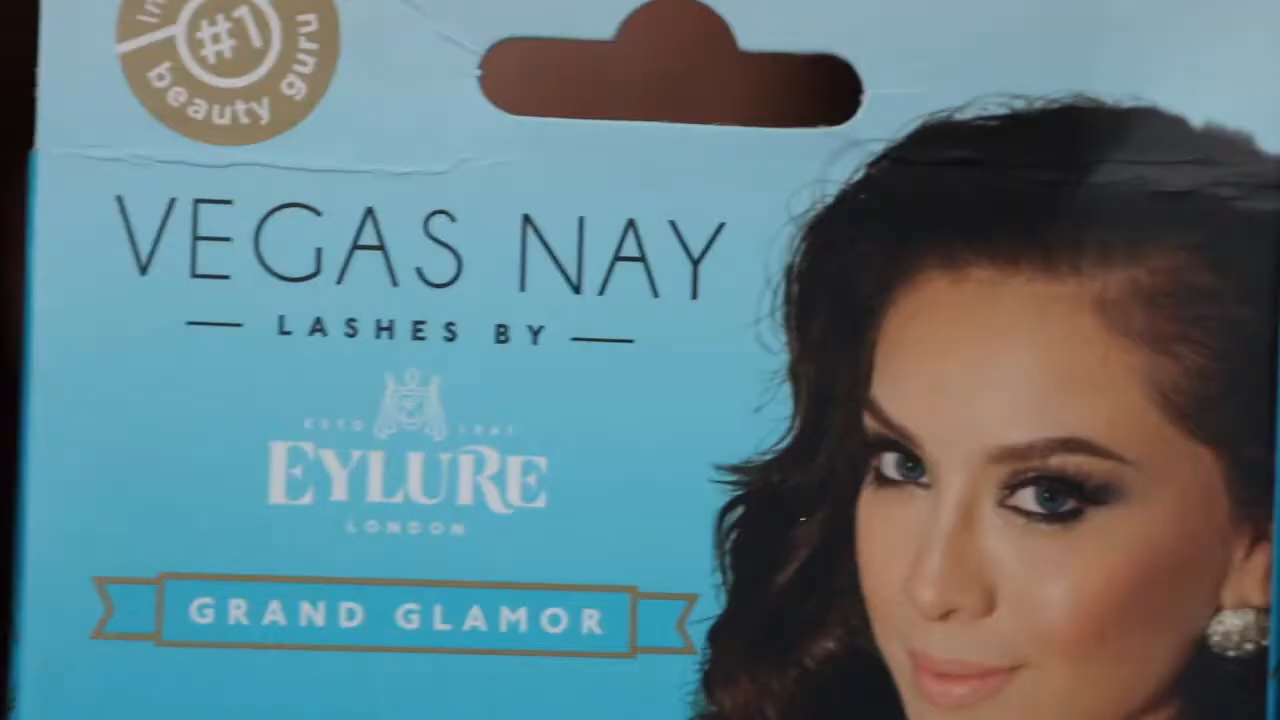 #1
beauty guru
VEGAS NAY
LASHES BY
EYLURE
LONDON
GRAND GLAMOR